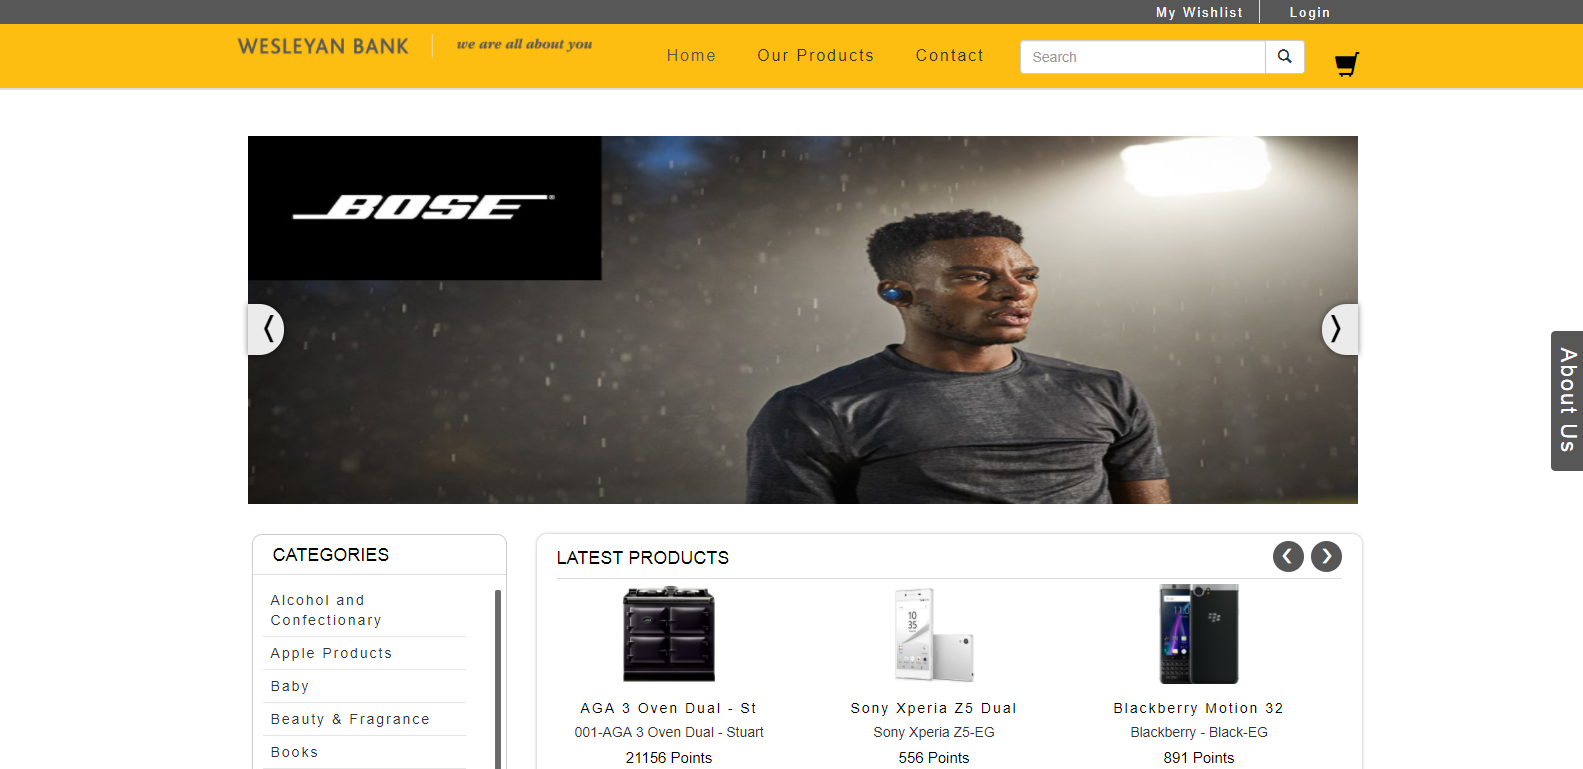 My Wishlist
Login
WESLEYAN BANK
we are all about you
Home
Our Products
Contact
Search
BOSE
About Us
CATEGORIES
Alcohol and
Confectionary
Apple Products
Baby
Beauty & Fragrance
Books
LATEST PRODUCTS
10
35
AGA 3 Oven Dual - St
001-AGA 3 Oven Dual - Stuart
21156 Points
Sony Xperia Z5 Dual
Sony Xperia Z5-EG
556 Points
Blackberry Motion 32
Blackberry - Black-EG
891 Points